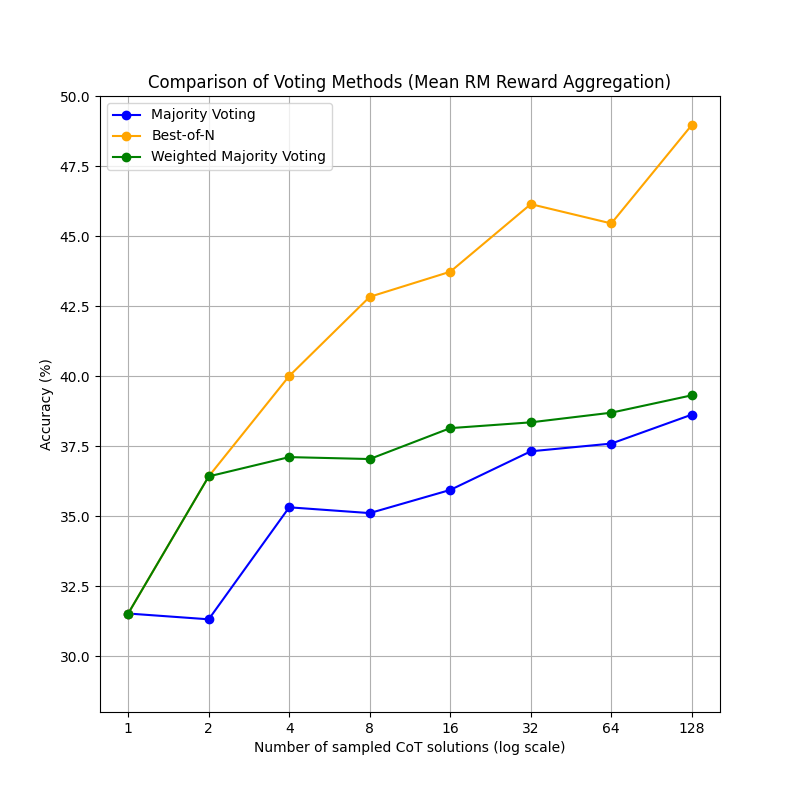 Comparison of Voting Methods (Mean RM Reward Aggregation)
Majority Voting
Best-of-N
Weighted Majority Voting
50.0
47.5
45.0
42.5
40.0
37.5
35.0
32.5
30.0
Accuracy (%)
1 2 4 8 16 32 64 128
Number of sampled CoT solutions (log scale)